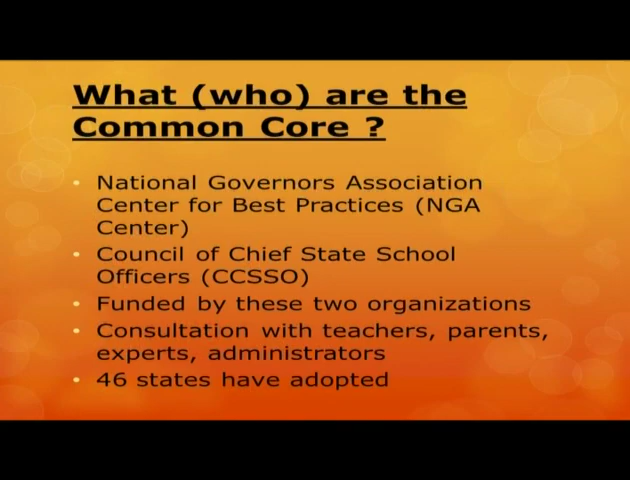 What (who) are the
Common Core ?
• National Governors Association
Center for Best Practices (NGA
Center)
• Council of Chief State School
Officers (CCSSO)
• Funded by these two organizations
• Consultation with teachers, parents,
experts, administrators
• 46 states have adopted